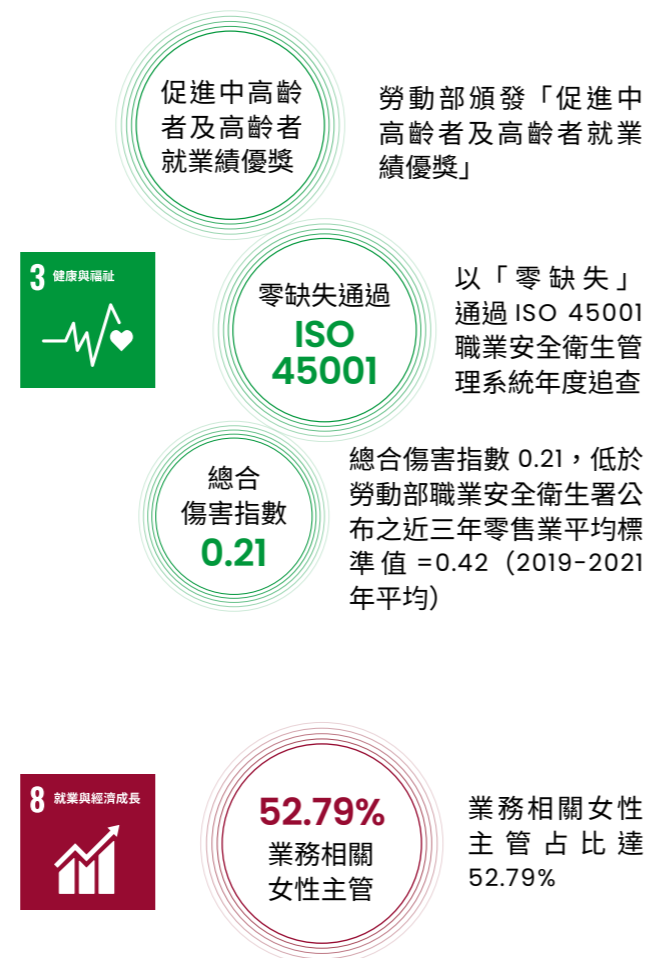 促進中高齡
者及高齡者
就業績優獎
勞動部頒發「促進中
高齡者及高齡者就業
績優獎」
3 健康與福祉
零缺失通過
ISO
45001
以「零缺失」
通過 ISO 45001
職業安全衛生管
理系統年度追查
總合
傷害指數
0.21
總合傷害指數 0.21，低於
勞動部職業安全衛生署公
布之近三年零售業平均標
準值=0.42（2019-2021
年平均）
8 就業與經濟成長
52.79%
業務相關
女性主管
業務相關女性
主管占比達
52.79%